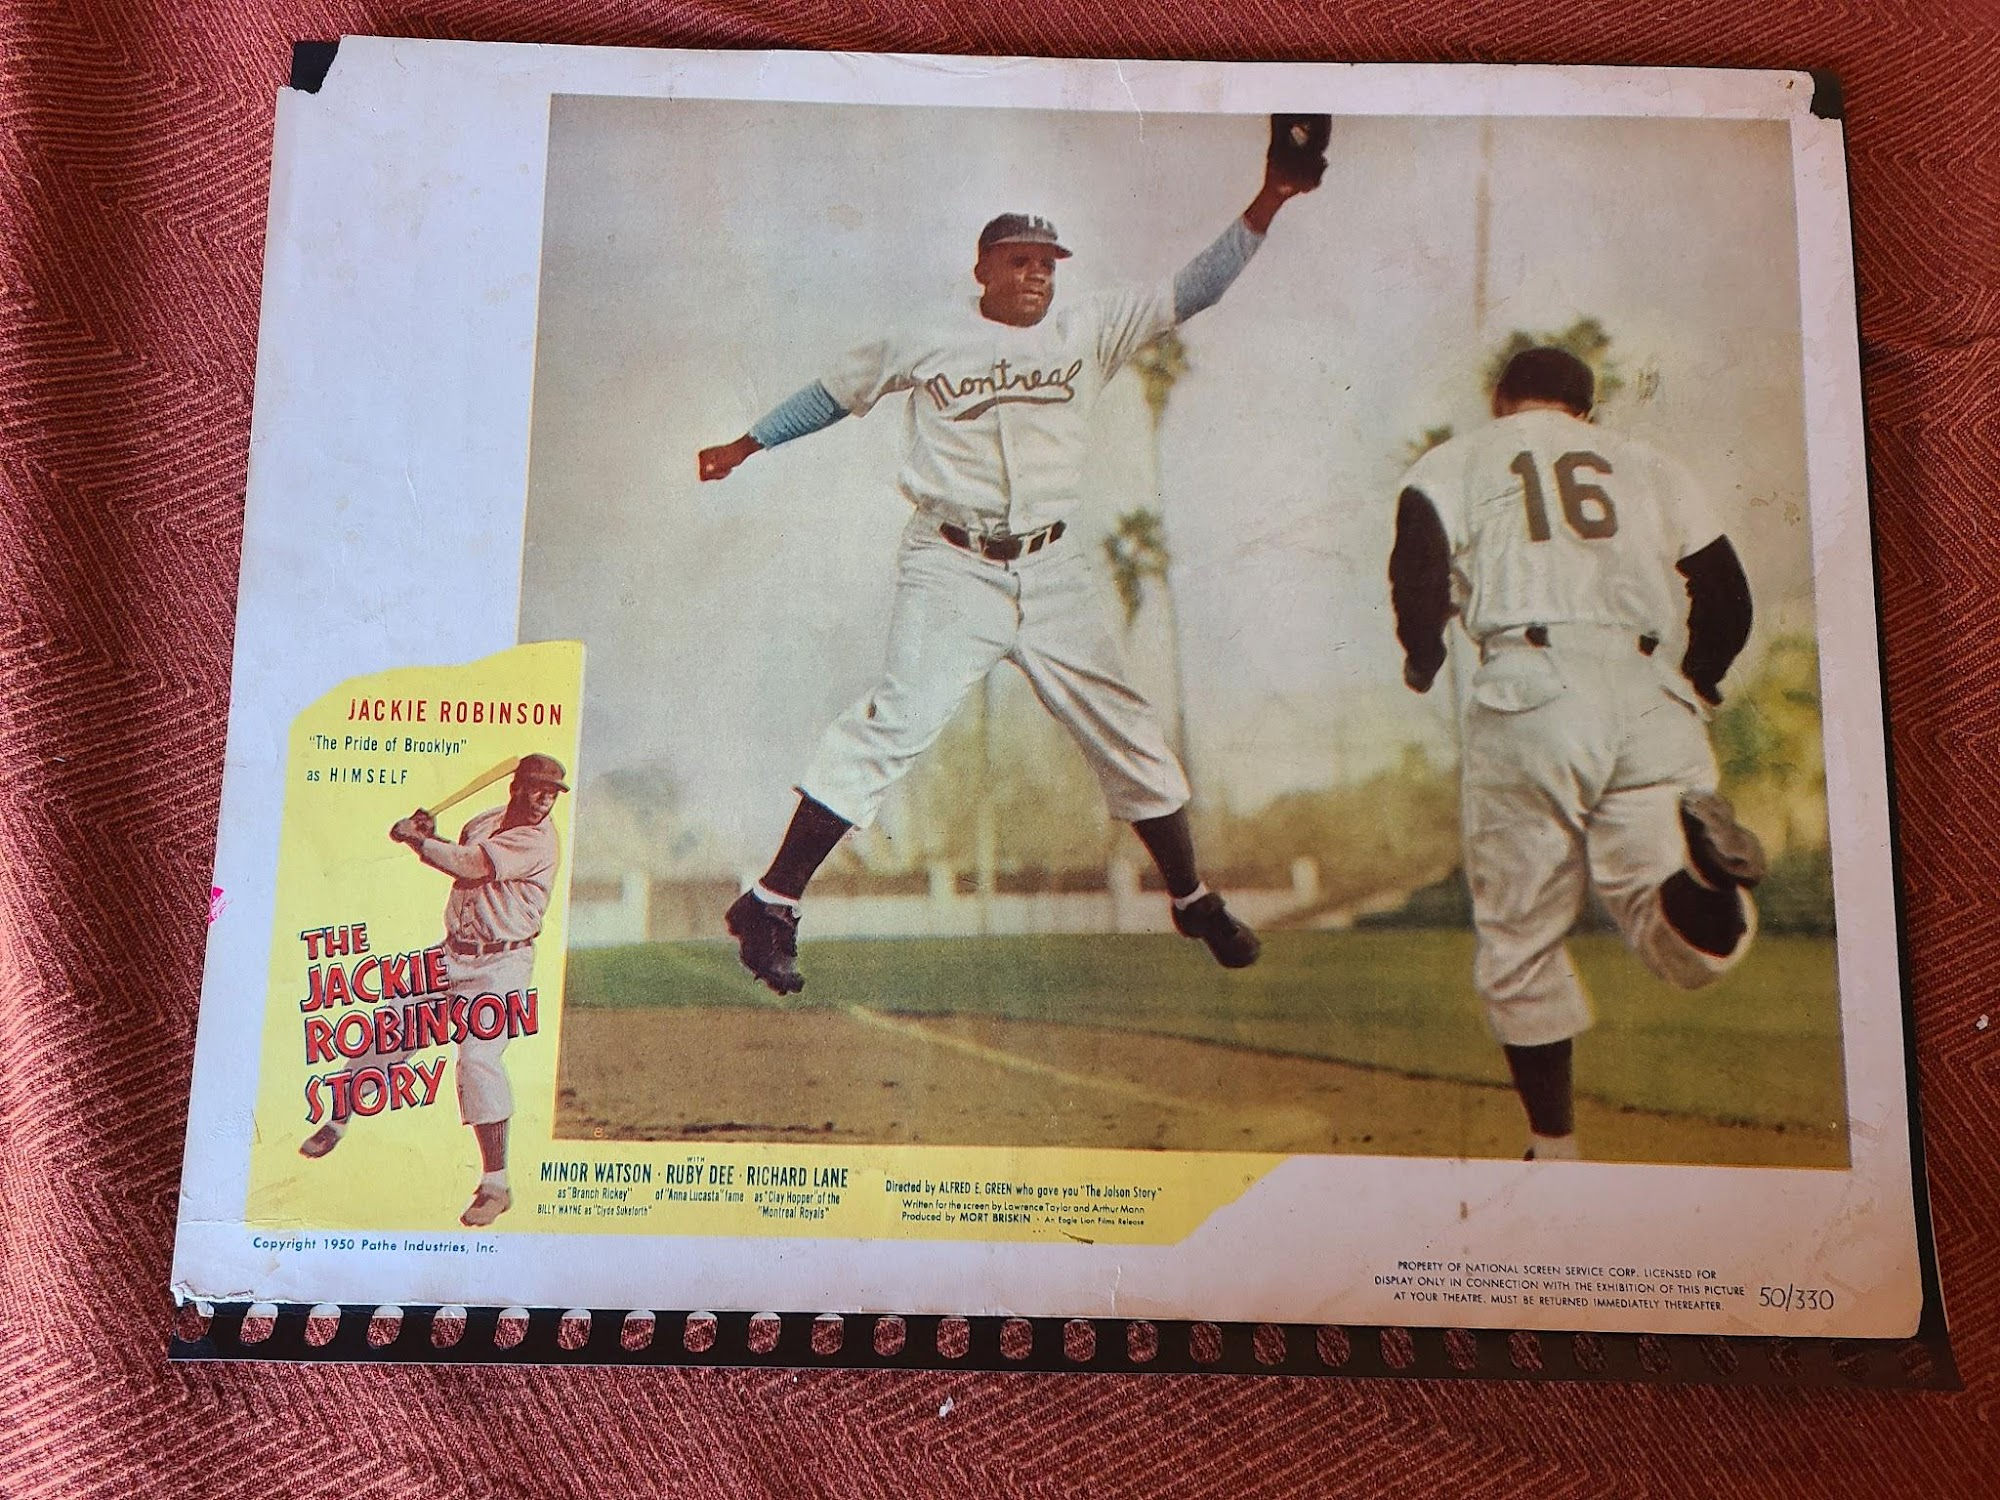 Montreal
16
JACKIE ROBINSON
"The Pride of Brooklyn"
as HIMSELF
THE
JACKIE
ROBINSON
STORY
WITH
MINOR WATSON · RUBY DEE · RICHARD LANE
as "Branch Rickey" of "Anna Lucasta" fame as "Clay Hopper" of the
BILLY WAYNE as "Clyde Sukeforth" "Montreal Royals"
Directed by ALFRED E. GREEN who gave you "The Jolson Story"
Written for the screen by Lawrence Taylor and Arthur Mann
Produced by MORT BRISKIN · An Eagle Lion Films Release
Copyright 1950 Pathe Industries, Inc.
PROPERTY OF NATIONAL SCREEN SERVICE CORP. LICENSED FOR
DISPLAY ONLY IN CONNECTION WITH THE EXHIBITION OF THIS PICTURE
AT YOUR THEATRE. MUST BE RETURNED IMMEDIATELY THEREAFTER.
50/330